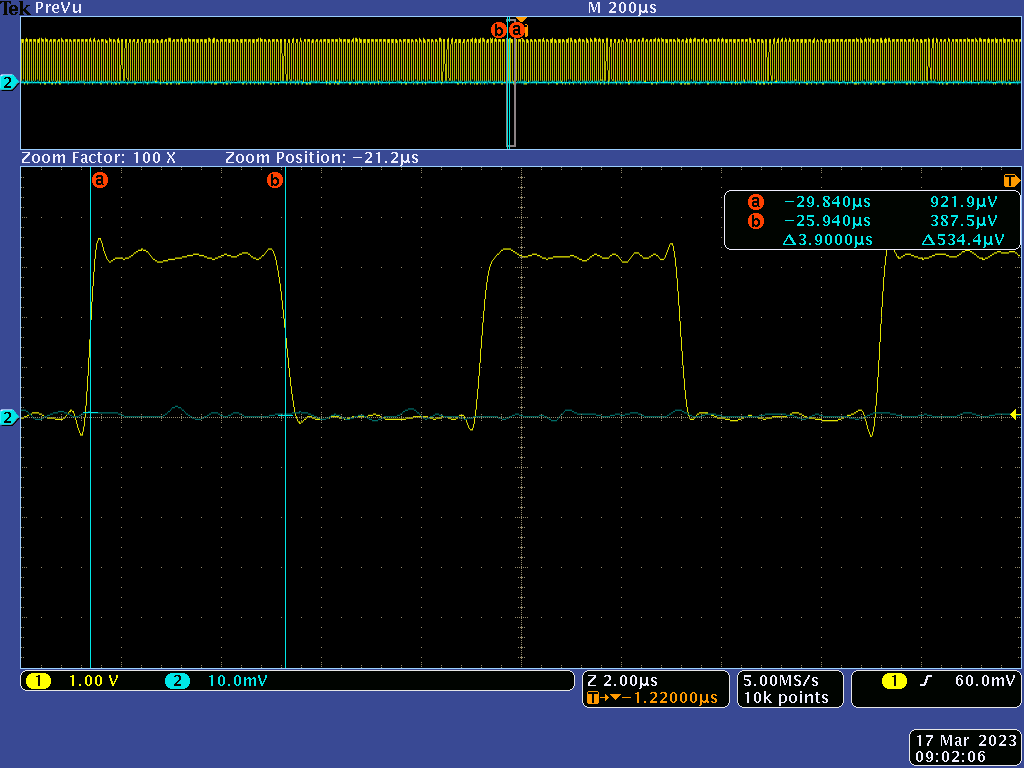 Tek PreVu M 200µs
b a
2
Zoom Factor: 100 X Zoom Position: −21.2µs
a b T
a −29.840µs 921.9µV
b −25.940µs 387.5µV
Δ3.9000µs Δ534.4µV
2
1 1.00 V 2 10.0mV Z 2.00µs 5.00MS/s 1 60.0mV
T→▼−1.22000µs 10k points
17 Mar 2023
09:02:06